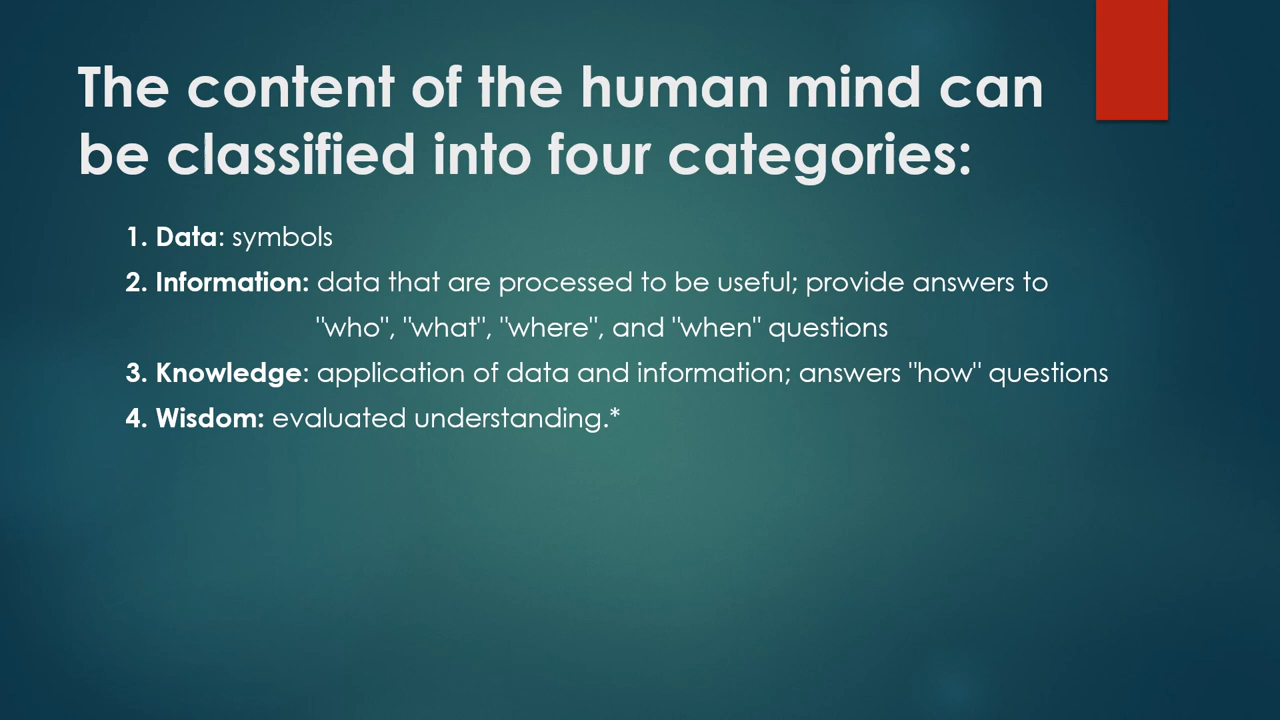 The content of the human mind can
be classified into four categories:
1. Data: symbols
2. Information: data that are processed to be useful; provide answers to
"who", "what", "where", and "when" questions
3. Knowledge: application of data and information; answers "how" questions
4. Wisdom: evaluated understanding.*